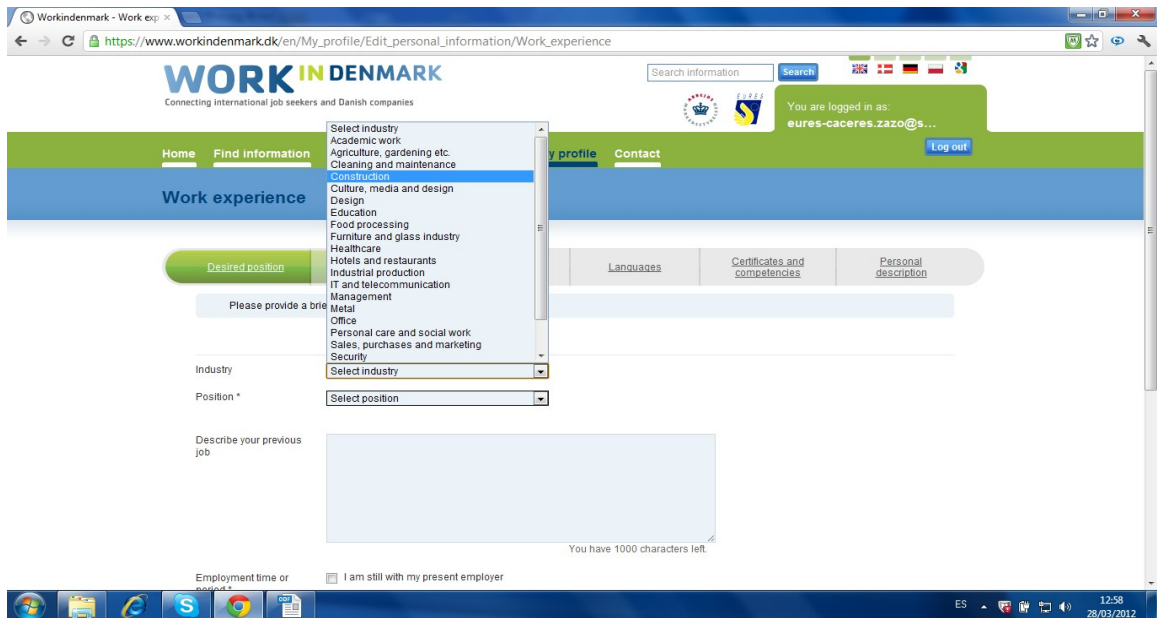 Workindenmark - Work exp
https://www.workindenmark.dk/en/My_profile/Edit_personal_information/Work_experience
WORK IN DENMARK
Connecting international job seekers and Danish companies
Search information
Search
EURES
You are logged in as:
eures-caceres.zazo@s...
Log out
Home Find information y profile Contact
Work experience
Select industry
Academic work
Agriculture, gardening etc.
Cleaning and maintenance
Construction
Culture, media and design
Design
Education
Food processing
Furniture and glass industry
Healthcare
Hotels and restaurants
Industrial production
IT and telecommunication
Management
Metal
Office
Personal care and social work
Sales, purchases and marketing
Security
Desired position
Languages
Certificates and
competencies
Personal
description
Please provide a brie
Industry
Select industry
Position *
Select position
Describe your previous
job
You have 1000 characters left.
Employment time or
period *
I am still with my present employer
ES
12:58
28/03/2012